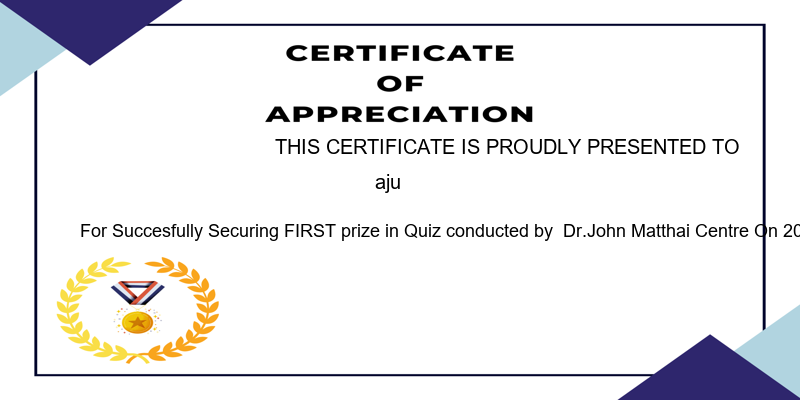 CERTIFICATE
OF
APPRECIATION
THIS CERTIFICATE IS PROUDLY PRESENTED TO
aju
For Succesfully Securing FIRST prize in Quiz conducted by  Dr.John Matthai Centre On 20